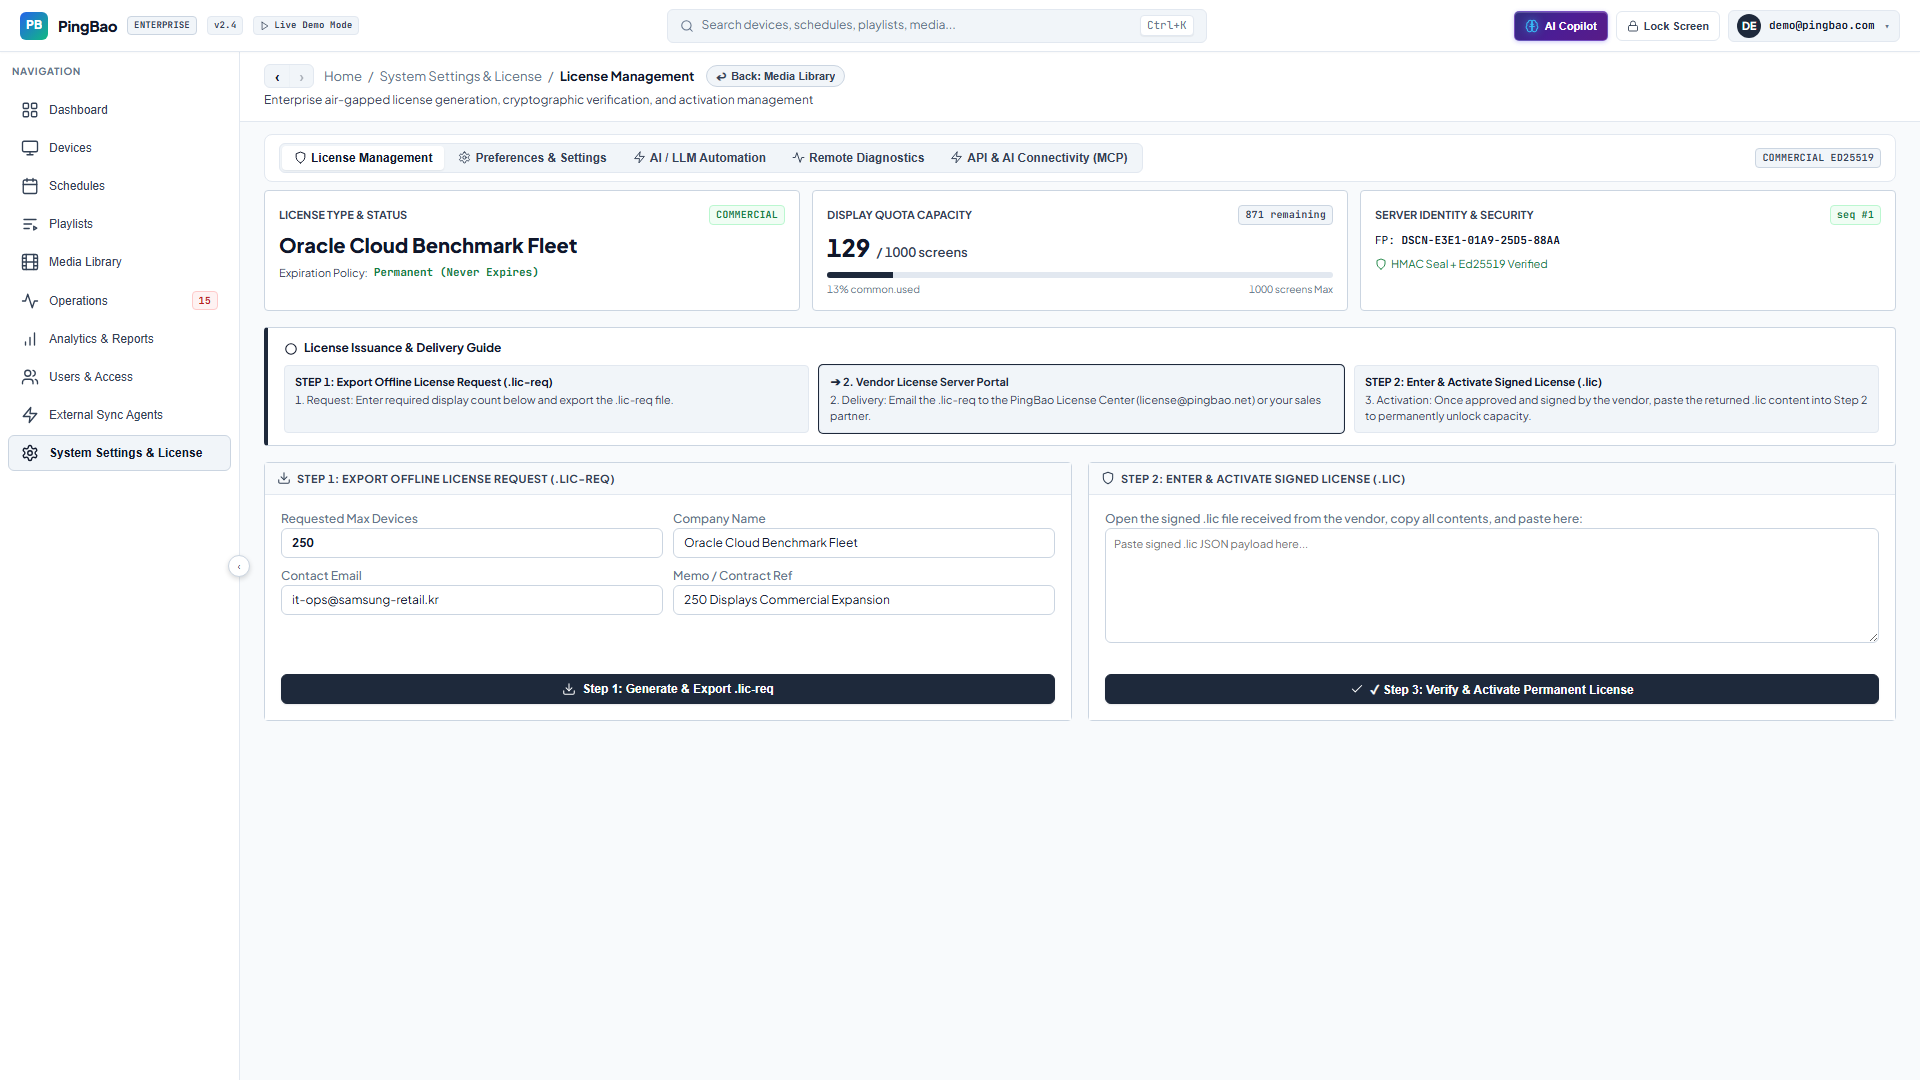 PB PingBao ENTERPRISE v2.4 Live Demo Mode
Search devices, schedules, playlists, media... Ctrl+K
AI Copilot Lock Screen DE demo@pingbao.com
NAVIGATION
Dashboard
Devices
Schedules
Playlists
Media Library
Operations 15
Analytics & Reports
Users & Access
External Sync Agents
System Settings & License
Home / System Settings & License / License Management Back: Media Library
Enterprise air-gapped license generation, cryptographic verification, and activation management
License Management Preferences & Settings AI / LLM Automation Remote Diagnostics API & AI Connectivity (MCP) COMMERCIAL ED25519
LICENSE TYPE & STATUS COMMERCIAL
Oracle Cloud Benchmark Fleet
Expiration Policy: Permanent (Never Expires)
DISPLAY QUOTA CAPACITY 871 remaining
129 / 1000 screens
13% common.used 1000 screens Max
SERVER IDENTITY & SECURITY seq #1
FP: DSCN-E3E1-01A9-25D5-88AA
HMAC Seal + Ed25519 Verified
License Issuance & Delivery Guide
STEP 1: Export Offline License Request (.lic-req)
1. Request: Enter required display count below and export the .lic-req file.
➔ 2. Vendor License Server Portal
2. Delivery: Email the .lic-req to the PingBao License Center (license@pingbao.net) or your sales
partner.
STEP 2: Enter & Activate Signed License (.lic)
3. Activation: Once approved and signed by the vendor, paste the returned .lic content into Step 2
to permanently unlock capacity.
STEP 1: EXPORT OFFLINE LICENSE REQUEST (.LIC-REQ)
Requested Max Devices
250
Company Name
Oracle Cloud Benchmark Fleet
Contact Email
it-ops@samsung-retail.kr
Memo / Contract Ref
250 Displays Commercial Expansion
Step 1: Generate & Export .lic-req
STEP 2: ENTER & ACTIVATE SIGNED LICENSE (.LIC)
Open the signed .lic file received from the vendor, copy all contents, and paste here:
Paste signed .lic JSON payload here...
✓ Step 3: Verify & Activate Permanent License